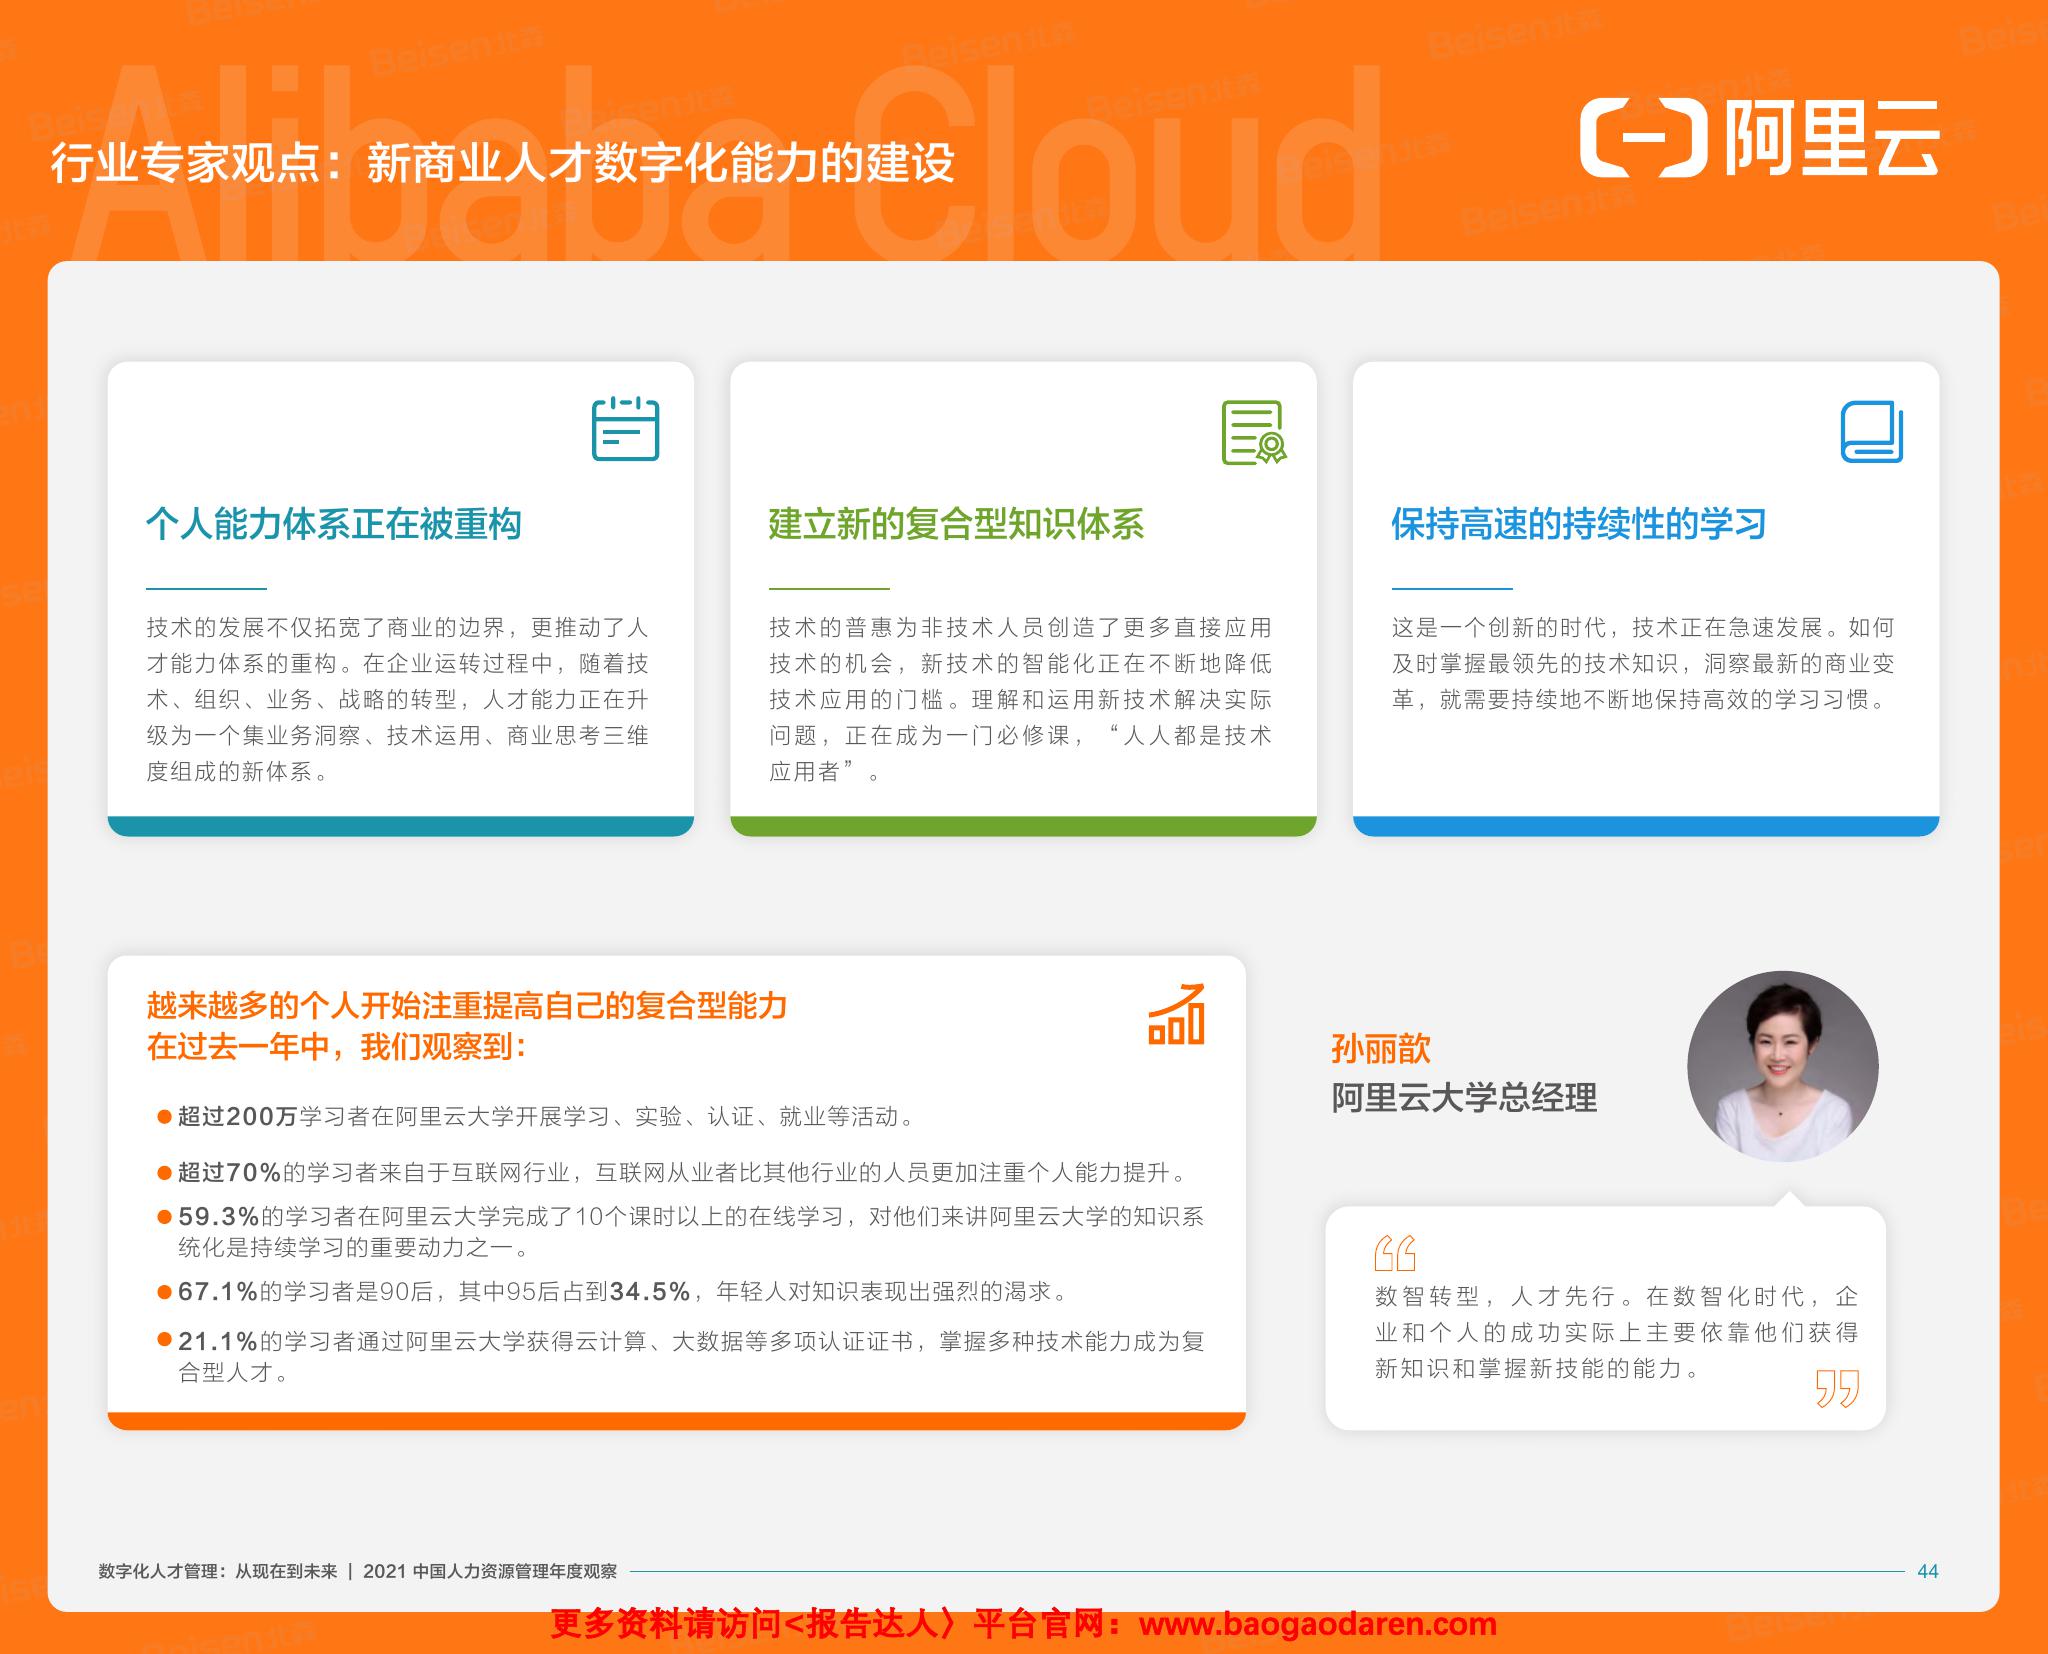 Alibaba Cloud
行业专家观点：新商业人才数字化能力的建设
阿里云
个人能力体系正在被重构
技术的发展不仅拓宽了商业的边界，更推动了人
才能力体系的重构。在企业运转过程中，随着技
术、组织、业务、战略的转型，人才能力正在升
级为一个集业务洞察、技术运用、商业思考三维
度组成的新体系。
建立新的复合型知识体系
技术的普惠为非技术人员创造了更多直接应用
技术的机会，新技术的智能化正在不断地降低
技术应用的门槛。理解和运用新技术解决实际
问题，正在成为一门必修课，“人人都是技术
应用者”。
保持高速的持续性的学习
这是一个创新的时代，技术正在急速发展。如何
及时掌握最领先的技术知识，洞察最新的商业变
革，就需要持续地不断地保持高效的学习习惯。
越来越多的个人开始注重提高自己的复合型能力
在过去一年中，我们观察到：
超过200万学习者在阿里云大学开展学习、实验、认证、就业等活动。
超过70%的学习者来自于互联网行业，互联网从业者比其他行业的人员更加注重个人能力提升。
59.3%的学习者在阿里云大学完成了10个课时以上的在线学习，对他们来讲阿里云大学的知识系
统化是持续学习的重要动力之一。
67.1%的学习者是90后，其中95后占到34.5%，年轻人对知识表现出强烈的渴求。
21.1%的学习者通过阿里云大学获得云计算、大数据等多项认证证书，掌握多种技术能力成为复
合型人才。
孙丽歆
阿里云大学总经理
数智转型，人才先行。在数智化时代，企
业和个人的成功实际上主要依靠他们获得
新知识和掌握新技能的能力。
数字化人才管理：从现在到未来 | 2021 中国人力资源管理年度观察
44
更多资料请访问<报告达人〉平台官网：www.baogaodaren.com
Beisen北森